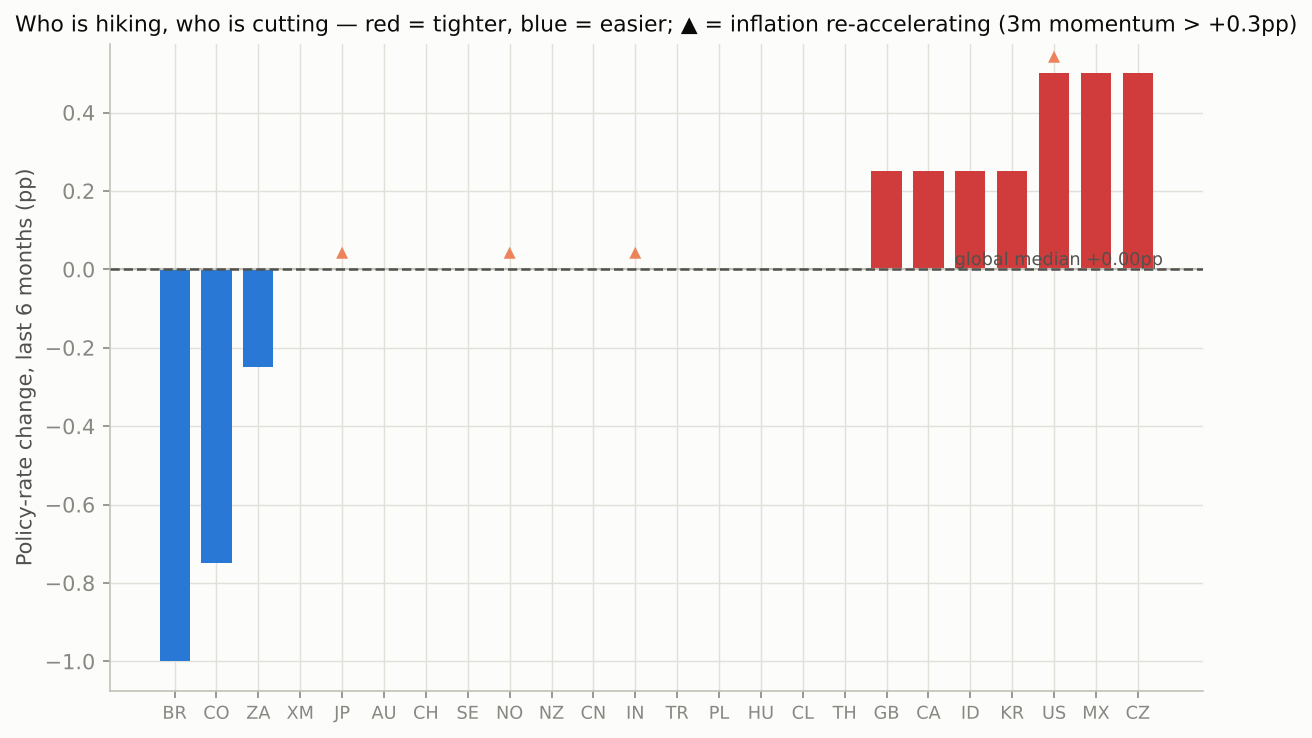 Who is hiking, who is cutting — red = tighter, blue = easier; ▲ = inflation re-accelerating (3m momentum > +0.3pp)
Policy-rate change, last 6 months (pp)
0.4
0.2
0.0
−0.2
−0.4
−0.6
−0.8
−1.0
global median +0.00pp
BR CO ZA XM JP AU CH SE NO NZ CN IN TR PL HU CL TH GB CA ID KR US MX CZ